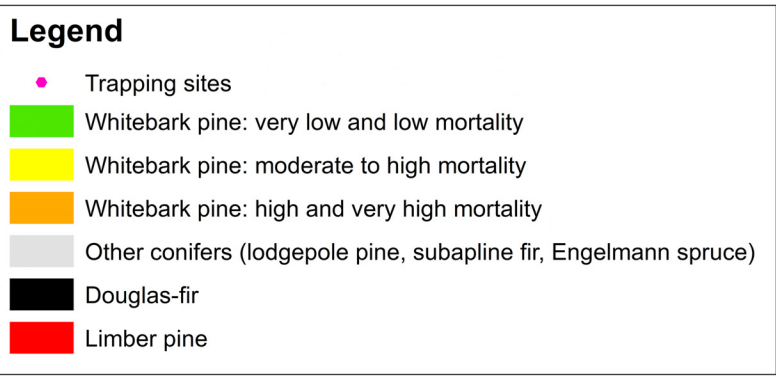 Legend
Trapping sites
Whitebark pine: very low and low mortality
Whitebark pine: moderate to high mortality
Whitebark pine: high and very high mortality
Other conifers (lodgepole pine, subapline fir, Engelmann spruce)
Douglas-fir
Limber pine